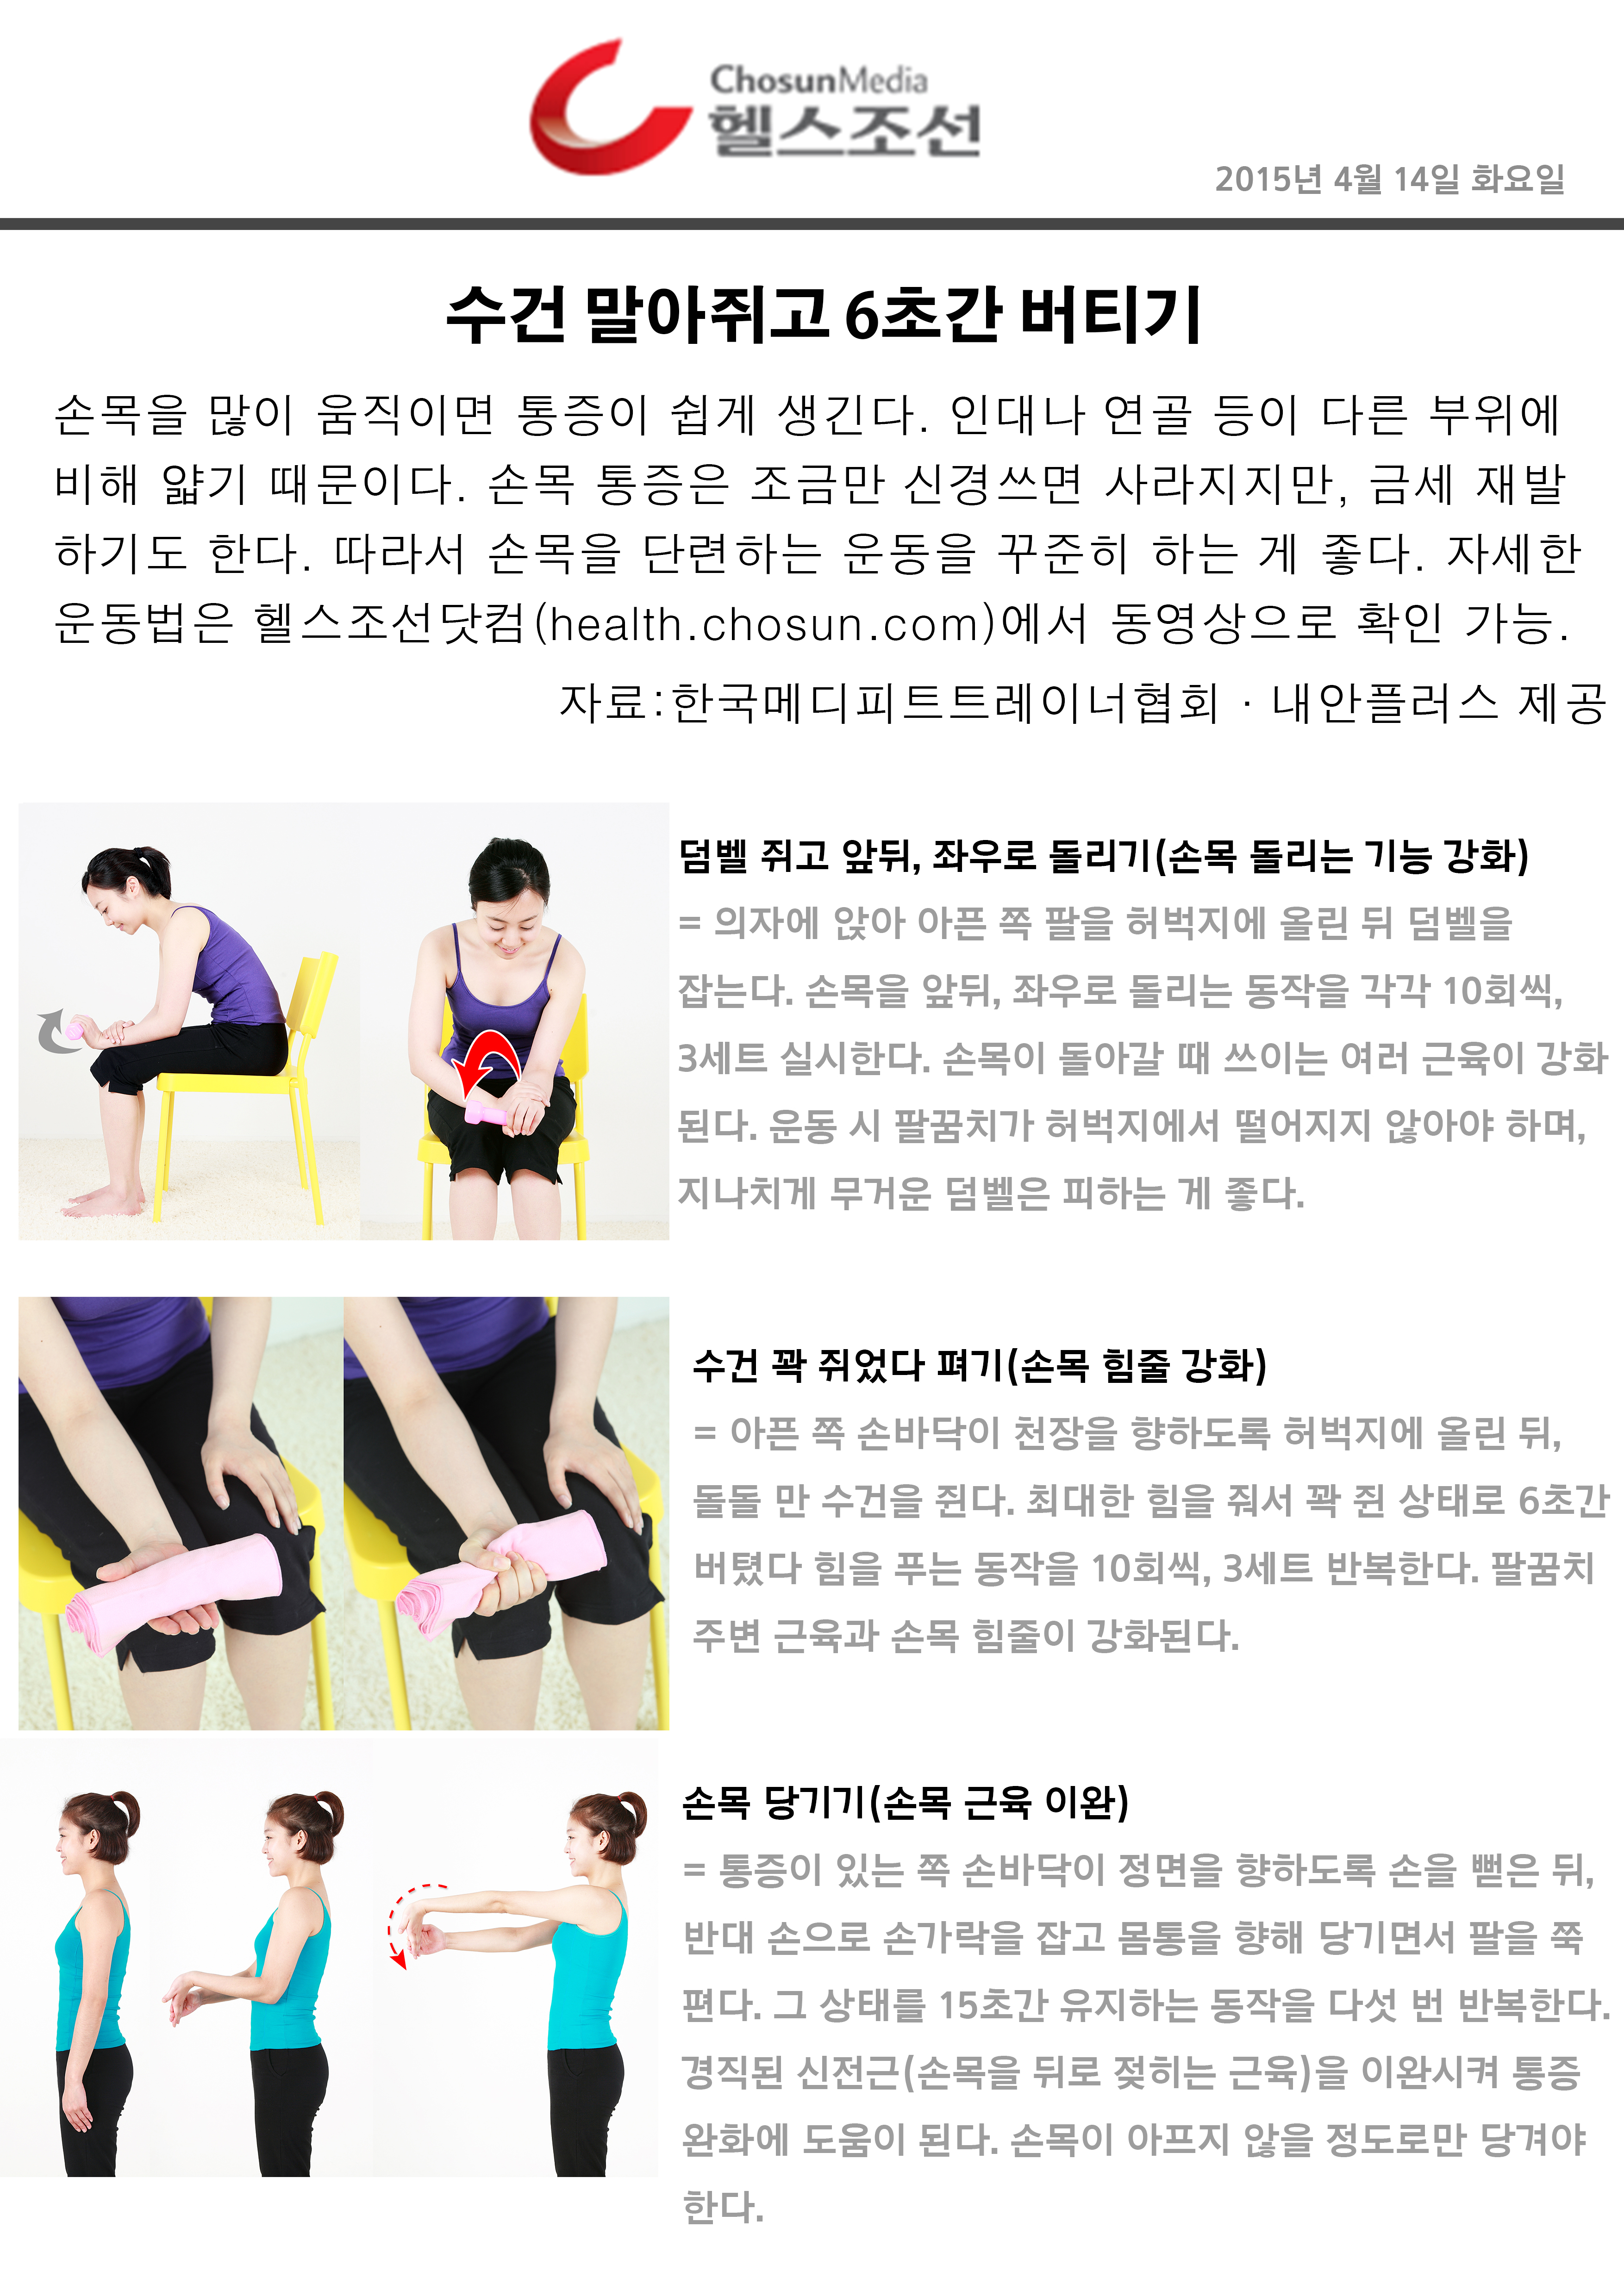 ChosunMedia
헬스조선
2015년 4월 14일 화요일
수건 말아쥐고 6초간 버티기
손목을 많이 움직이면 통증이 쉽게 생긴다. 인대나 연골 등이 다른 부위에
비해 얇기 때문이다. 손목 통증은 조금만 신경쓰면 사라지지만, 금세 재발
하기도 한다. 따라서 손목을 단련하는 운동을 꾸준히 하는 게 좋다. 자세한
운동법은 헬스조선닷컴(health.chosun.com)에서 동영상으로 확인 가능.
자료:한국메디피트트레이너협회 · 내안플러스 제공
덤벨 쥐고 앞뒤, 좌우로 돌리기(손목 돌리는 기능 강화)
= 의자에 앉아 아픈 쪽 팔을 허벅지에 올린 뒤 덤벨을
잡는다. 손목을 앞뒤, 좌우로 돌리는 동작을 각각 10회씩,
3세트 실시한다. 손목이 돌아갈 때 쓰이는 여러 근육이 강화
된다. 운동 시 팔꿈치가 허벅지에서 떨어지지 않아야 하며,
지나치게 무거운 덤벨은 피하는 게 좋다.
수건 꽉 쥐었다 펴기(손목 힘줄 강화)
= 아픈 쪽 손바닥이 천장을 향하도록 허벅지에 올린 뒤,
돌돌 만 수건을 쥔다. 최대한 힘을 줘서 꽉 쥔 상태로 6초간
버텼다 힘을 푸는 동작을 10회씩, 3세트 반복한다. 팔꿈치
주변 근육과 손목 힘줄이 강화된다.
손목 당기기(손목 근육 이완)
= 통증이 있는 쪽 손바닥이 정면을 향하도록 손을 뻗은 뒤,
반대 손으로 손가락을 잡고 몸통을 향해 당기면서 팔을 쭉
편다. 그 상태를 15초간 유지하는 동작을 다섯 번 반복한다.
경직된 신전근(손목을 뒤로 젖히는 근육)을 이완시켜 통증
완화에 도움이 된다. 손목이 아프지 않을 정도로만 당겨야
한다.